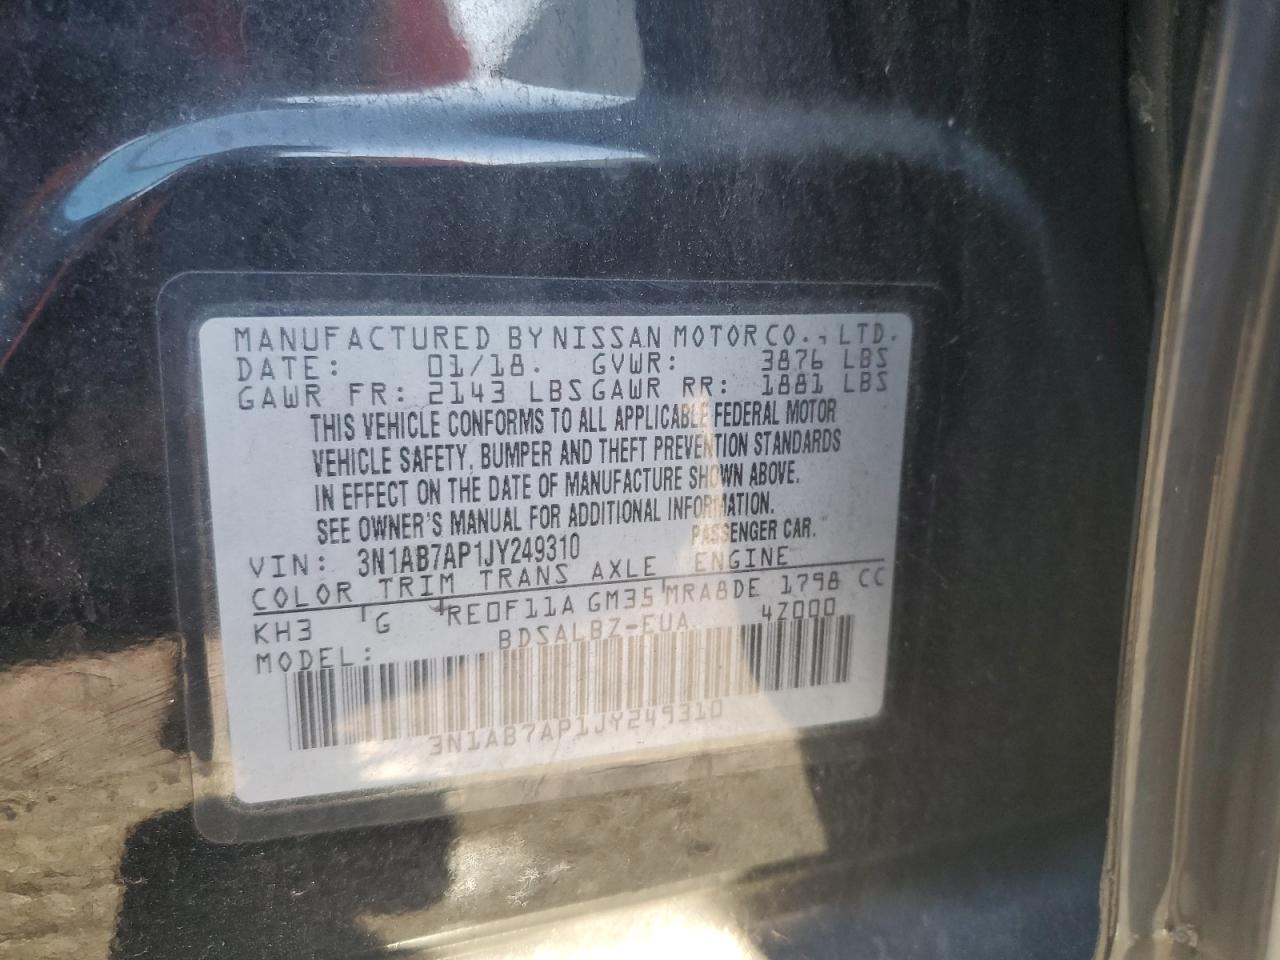 MANUFACTURED BY NISSAN MOTOR CO., LTD.
DATE: 01/18. GVWR: 3876 LBS
GAWR FR: 2143 LBS GAWR RR: 1881 LBS
THIS VEHICLE CONFORMS TO ALL APPLICABLE FEDERAL MOTOR
VEHICLE SAFETY, BUMPER AND THEFT PREVENTION STANDARDS
IN EFFECT ON THE DATE OF MANUFACTURE SHOWN ABOVE.
SEE OWNER'S MANUAL FOR ADDITIONAL INFORMATION.
PASSENGER CAR.
VIN: 3N1AB7AP1JY249310
COLOR TRIM TRANS AXLE ENGINE
KH3 G RE0F11A GM35 MRA8DE 1798 CC
MODEL: BDSALBZ-EUA 4Z000
3N1AB7AP1JY249310